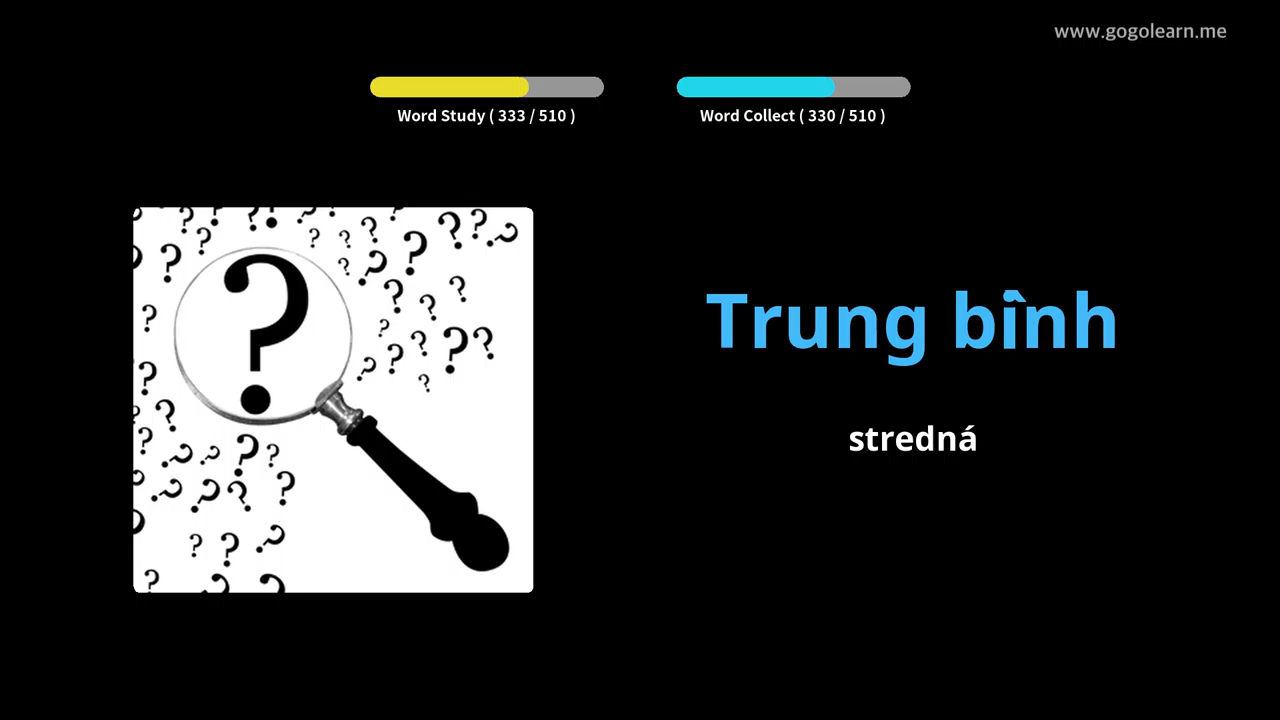 www.gogolearn.me
Word Study ( 333 / 510 )
Word Collect ( 330 / 510 )
Trung bình
stredná